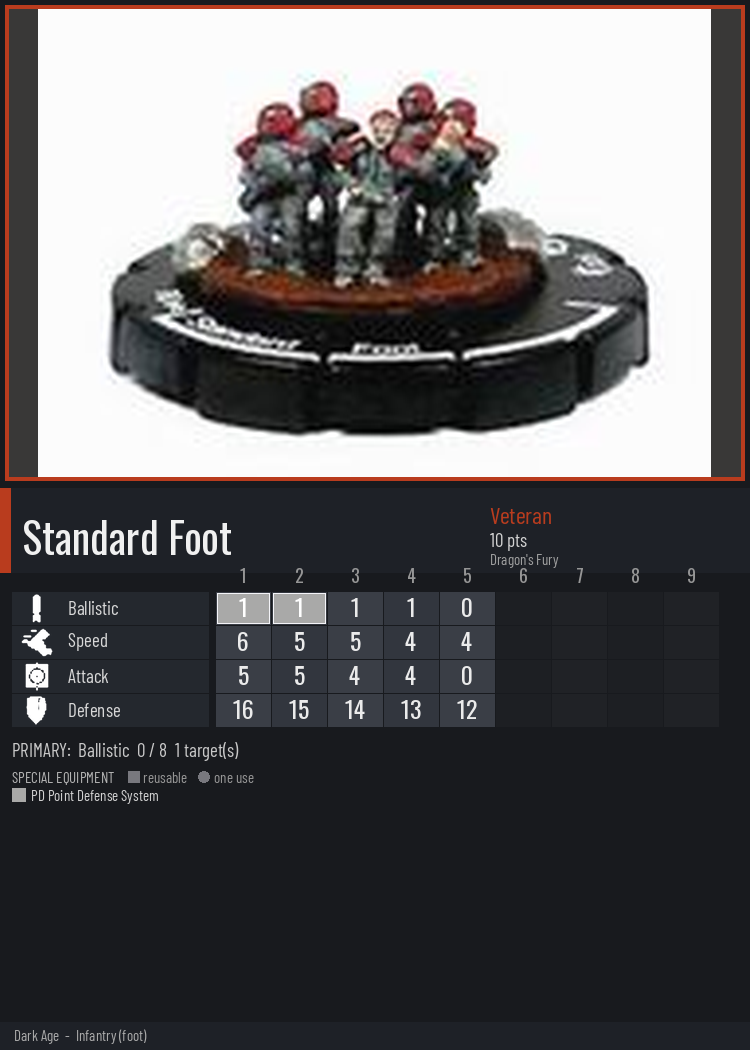 Standard
Foot
Standard Foot
Veteran
10 pts
Dragon's Fury
1 2 3 4 5 6 7 8 9
Ballistic 1 1 1 1 0
Speed 6 5 5 4 4
Attack 5 5 4 4 0
Defense 16 15 14 13 12
PRIMARY: Ballistic 0 / 8 1 target(s)
SPECIAL EQUIPMENT reusable one use
PD Point Defense System
Dark Age - Infantry (foot)